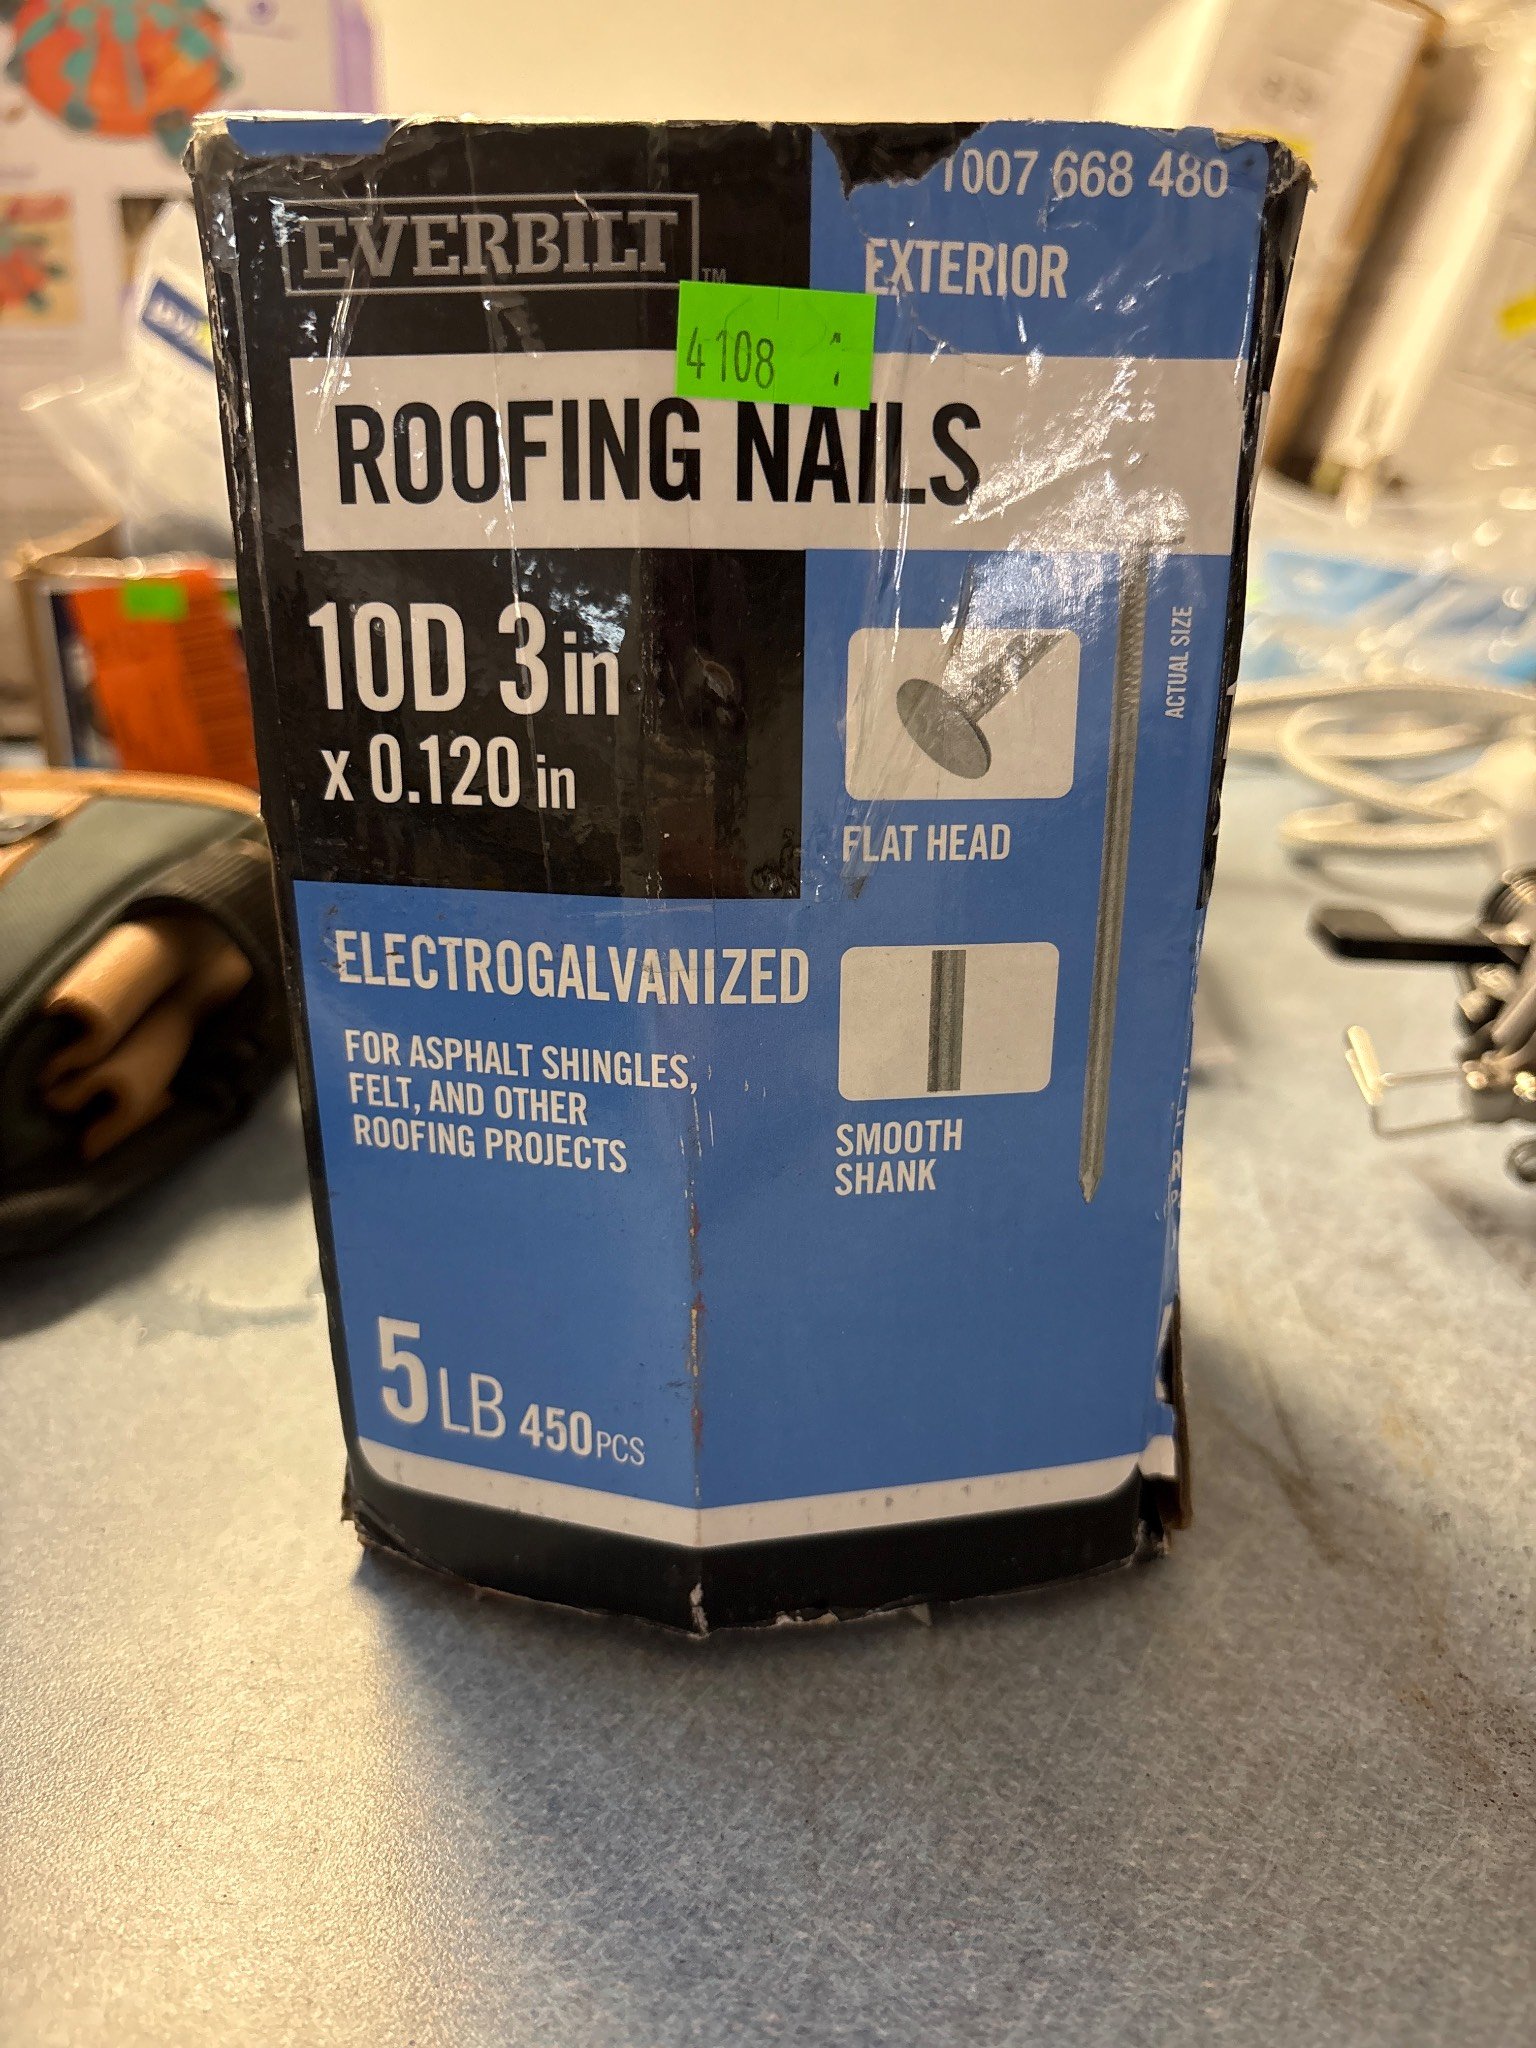 1007 668 480
EVERBILT™
EXTERIOR
4108
ROOFING NAILS
10D 3 in
x 0.120 in
ACTUAL SIZE
FLAT HEAD
ELECTROGALVANIZED
FOR ASPHALT SHINGLES,
FELT, AND OTHER
ROOFING PROJECTS
SMOOTH
SHANK
5 LB 450 PCS